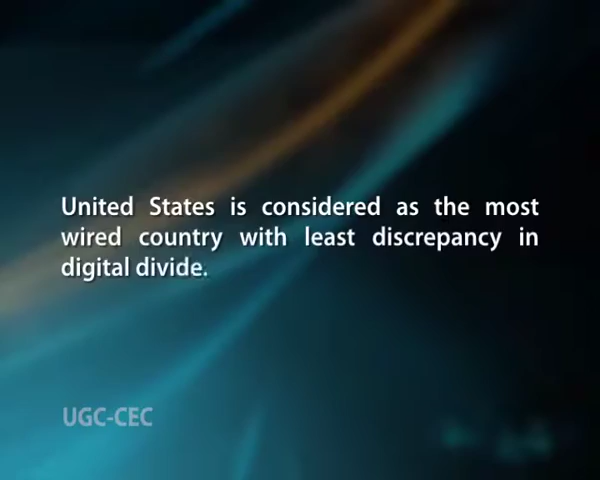 United States is considered as the most
wired country with least discrepancy in
digital divide.
UGC-CEC